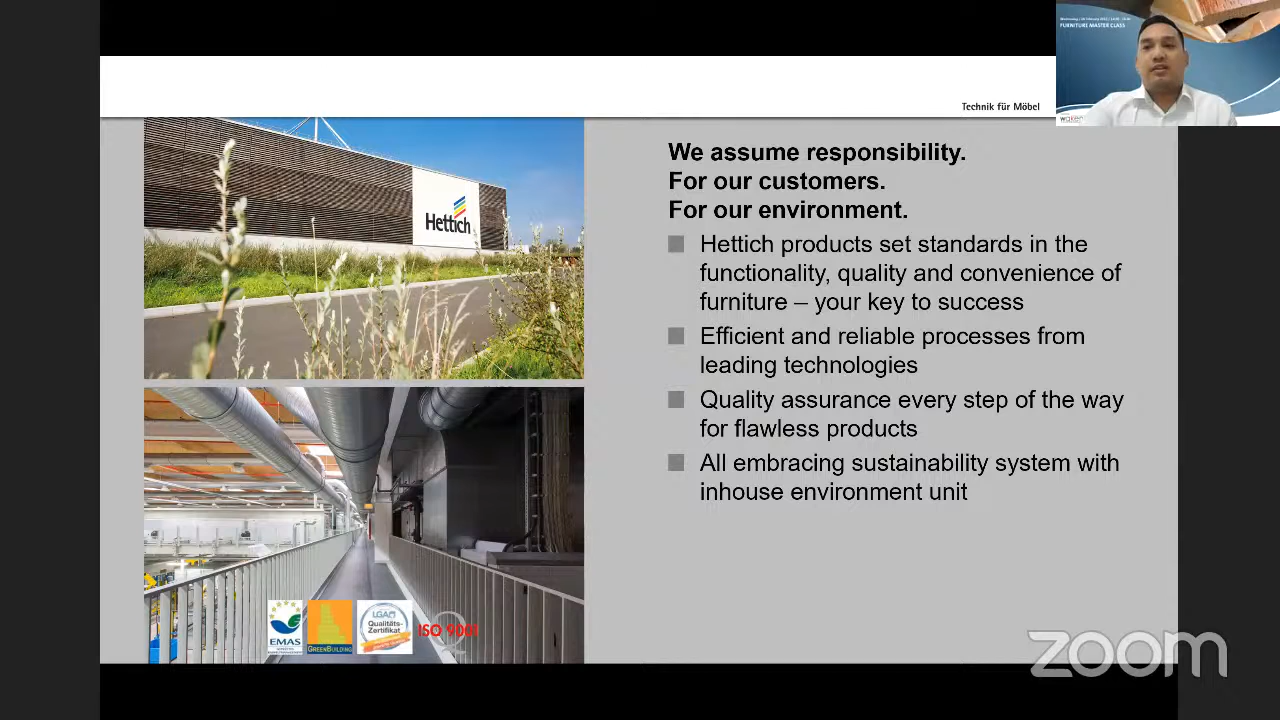 FURNITURE MASTER CLASS
Technik für Möbel
Hettich
We assume responsibility.
For our customers.
For our environment.
Hettich products set standards in the
functionality, quality and convenience of
furniture – your key to success
Efficient and reliable processes from
leading technologies
Quality assurance every step of the way
for flawless products
All embracing sustainability system with
inhouse environment unit
EMAS
GREENBUILDING
LGA
Qualitäts-
Zertifikat
ISO 9001
zoom